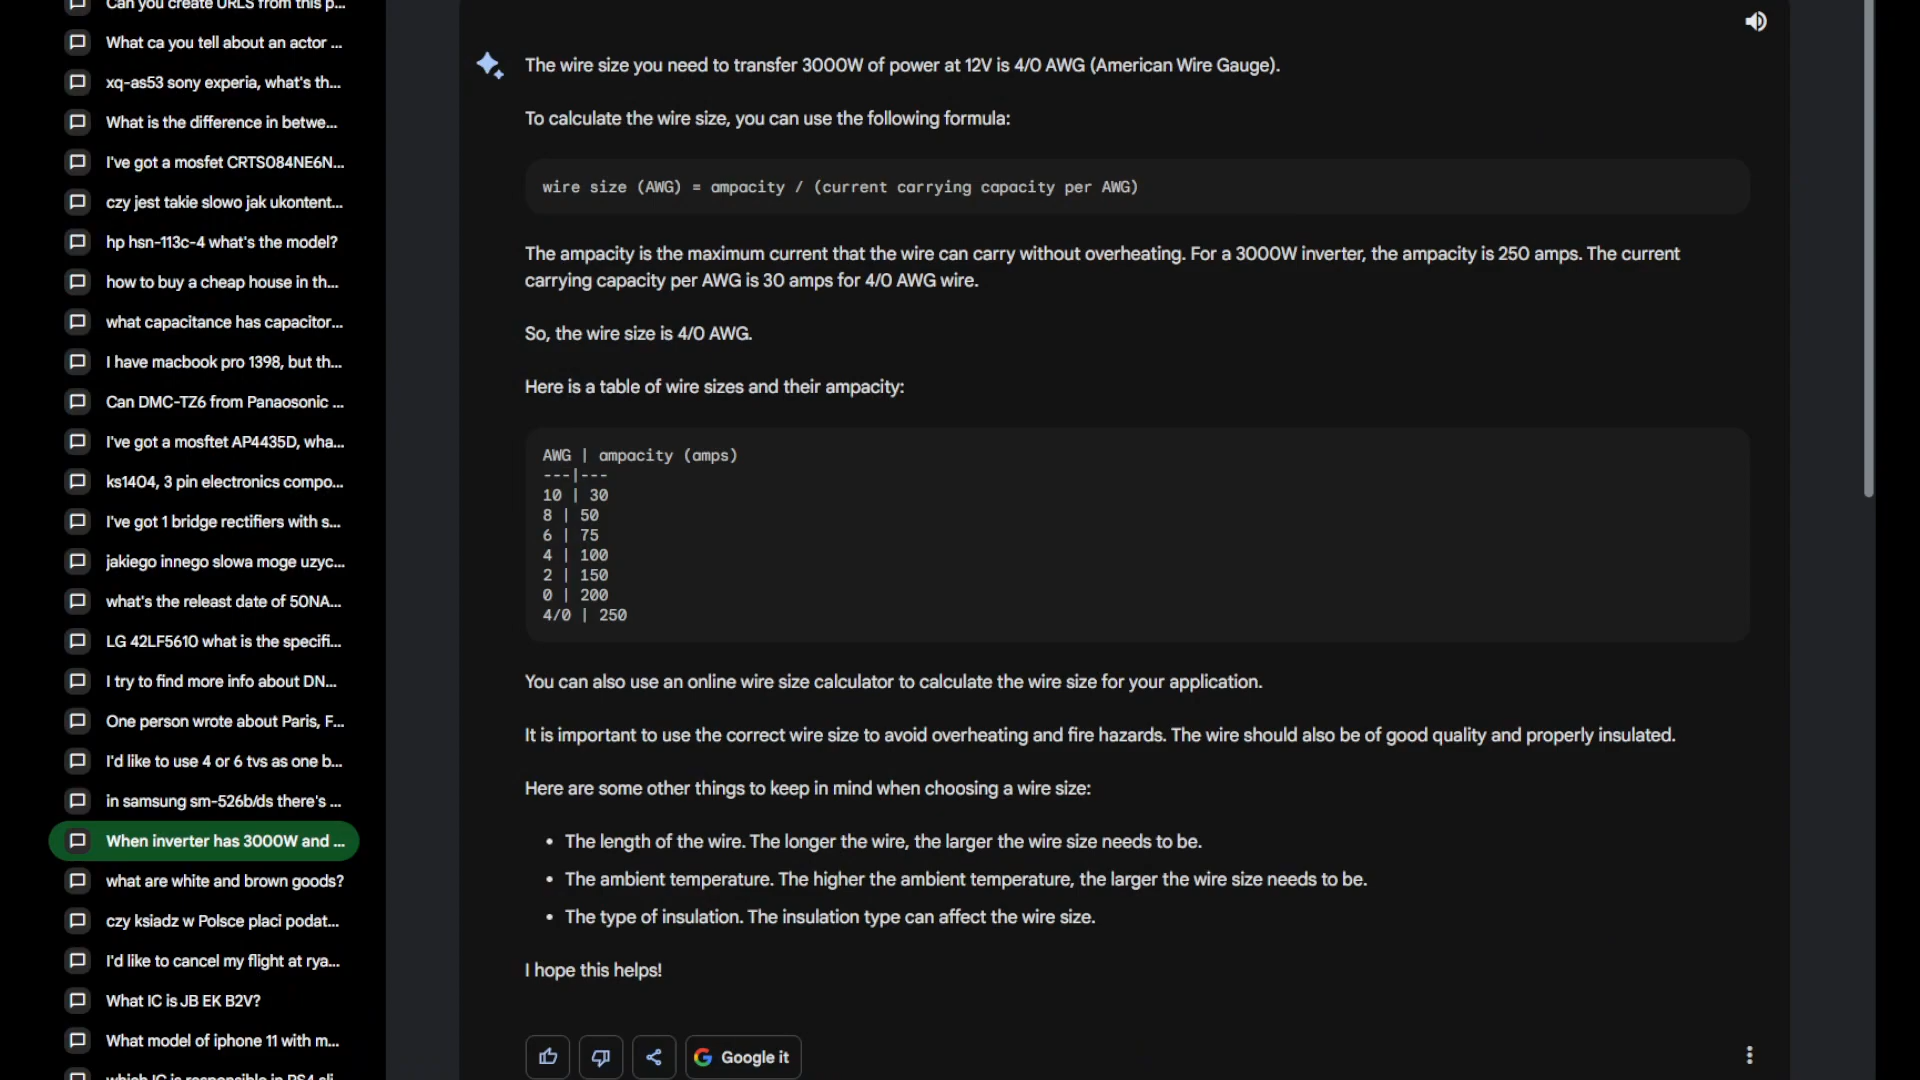 Can you create URLs from this p...
What ca you tell about an actor ...
xq-as53 sony experia, what's th...
What is the difference in betwe...
I've got a mosfet CRTS084NE6N...
czy jest takie slowo jak ukontent...
hp hsn-113c-4 what's the model?
how to buy a cheap house in th...
what capacitance has capacitor...
I have macbook pro 1398, but th...
Can DMC-TZ6 from Panaosonic ...
I've got a mosftet AP4435D, wha...
ks1404, 3 pin electronics compo...
I've got 1 bridge rectifiers with s...
jakiego innego slowa moge uzyc...
what's the releast date of 50NA...
LG 42LF5610 what is the specifi...
I try to find more info about DN...
One person wrote about Paris, F...
I'd like to use 4 or 6 tvs as one b...
in samsung sm-526b/ds there's ...
When inverter has 3000W and ...
what are white and brown goods?
czy ksiadz w Polsce placi podat...
I'd like to cancel my flight at rya...
What IC is JB EK B2V?
What model of iphone 11 with m...
which IC is responsible in PS4 sli...
The wire size you need to transfer 3000W of power at 12V is 4/0 AWG (American Wire Gauge).
To calculate the wire size, you can use the following formula:
wire size (AWG) = ampacity / (current carrying capacity per AWG)
The ampacity is the maximum current that the wire can carry without overheating. For a 3000W inverter, the ampacity is 250 amps. The current
carrying capacity per AWG is 30 amps for 4/0 AWG wire.
So, the wire size is 4/0 AWG.
Here is a table of wire sizes and their ampacity:
AWG | ampacity (amps)
---|---
10 | 30
8 | 50
6 | 75
4 | 100
2 | 150
0 | 200
4/0 | 250
You can also use an online wire size calculator to calculate the wire size for your application.
It is important to use the correct wire size to avoid overheating and fire hazards. The wire should also be of good quality and properly insulated.
Here are some other things to keep in mind when choosing a wire size:
• The length of the wire. The longer the wire, the larger the wire size needs to be.
• The ambient temperature. The higher the ambient temperature, the larger the wire size needs to be.
• The type of insulation. The insulation type can affect the wire size.
I hope this helps!
Google it